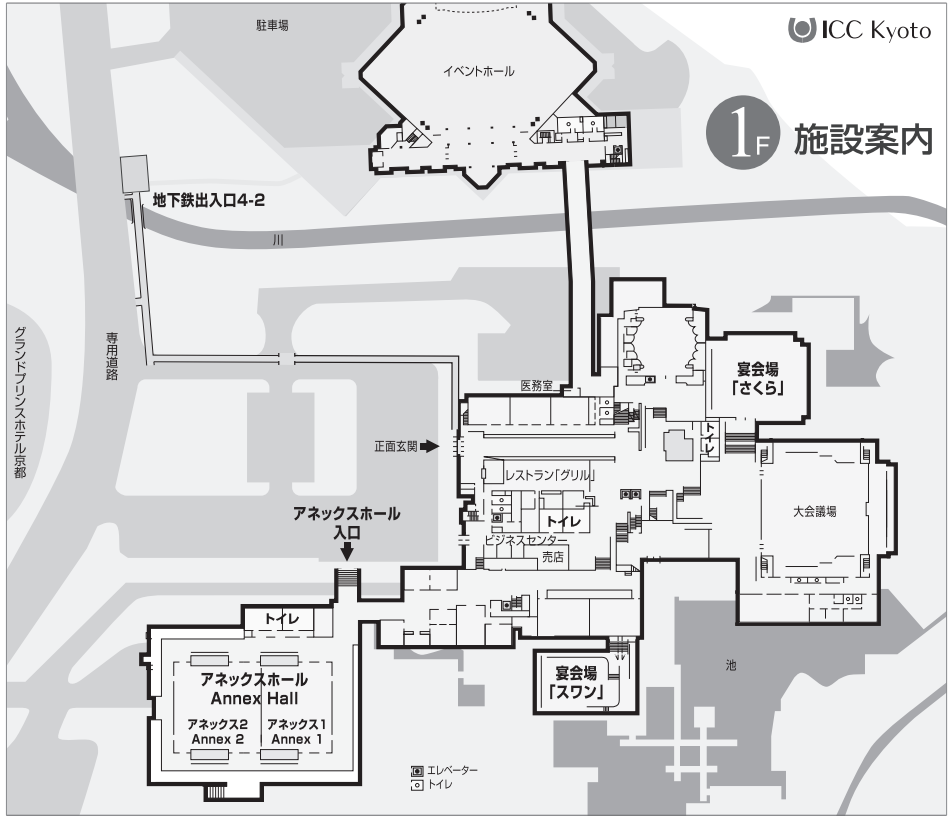 駐車場
ICC Kyoto
イベントホール
1F 施設案内
地下鉄出入口4-2
川
グランドプリンスホテル京都
専用道路
医務室
宴会場
「さくら」
正面玄関
トイレ
レストラン「グリル」
アネックスホール
入口
トイレ
大会議場
ビジネスセンター
売店
トイレ
池
アネックスホール
Annex Hall
宴会場
「スワン」
アネックス2
Annex 2
アネックス1
Annex 1
エレベーター
トイレ